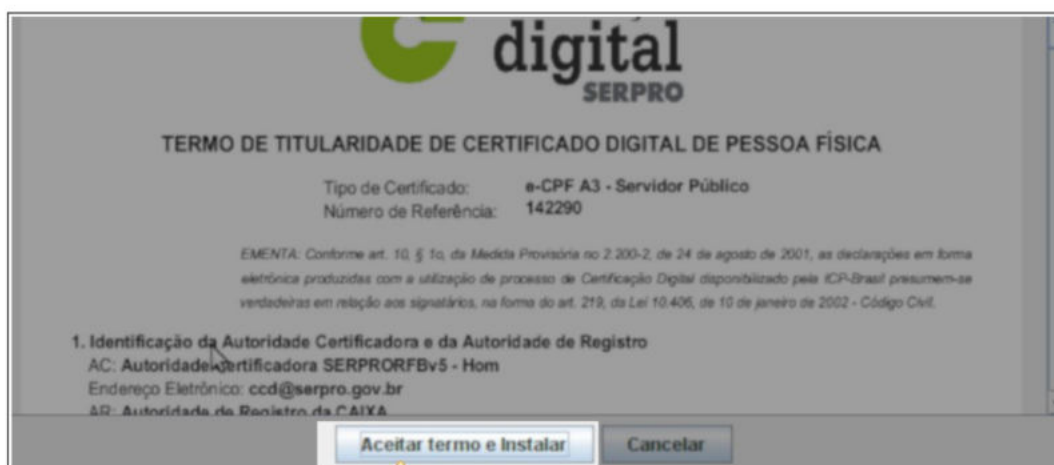 digital
SERPRO
TERMO DE TITULARIDADE DE CERTIFICADO DIGITAL DE PESSOA FÍSICA
Tipo de Certificado: e-CPF A3 - Servidor Público
Número de Referência: 142290
EMENTA: Conforme art. 10, § 1o, da Medida Provisória no 2.200-2, de 24 de agosto de 2001, as declarações em forma
eletrônica produzidas com a utilização de processo de Certificação Digital disponibilizado pela ICP-Brasil presumem-se
verdadeiras em relação aos signatários, na forma do art. 219, da Lei 10.406, de 10 de janeiro de 2002 - Código Civil.
1. Identificação da Autoridade Certificadora e da Autoridade de Registro
AC: Autoridade Certificadora SERPRORFBv5 - Hom
Endereço Eletrônico: ccd@serpro.gov.br
AR: Autoridade de Registro da CAIXA
Aceitar termo e Instalar Cancelar